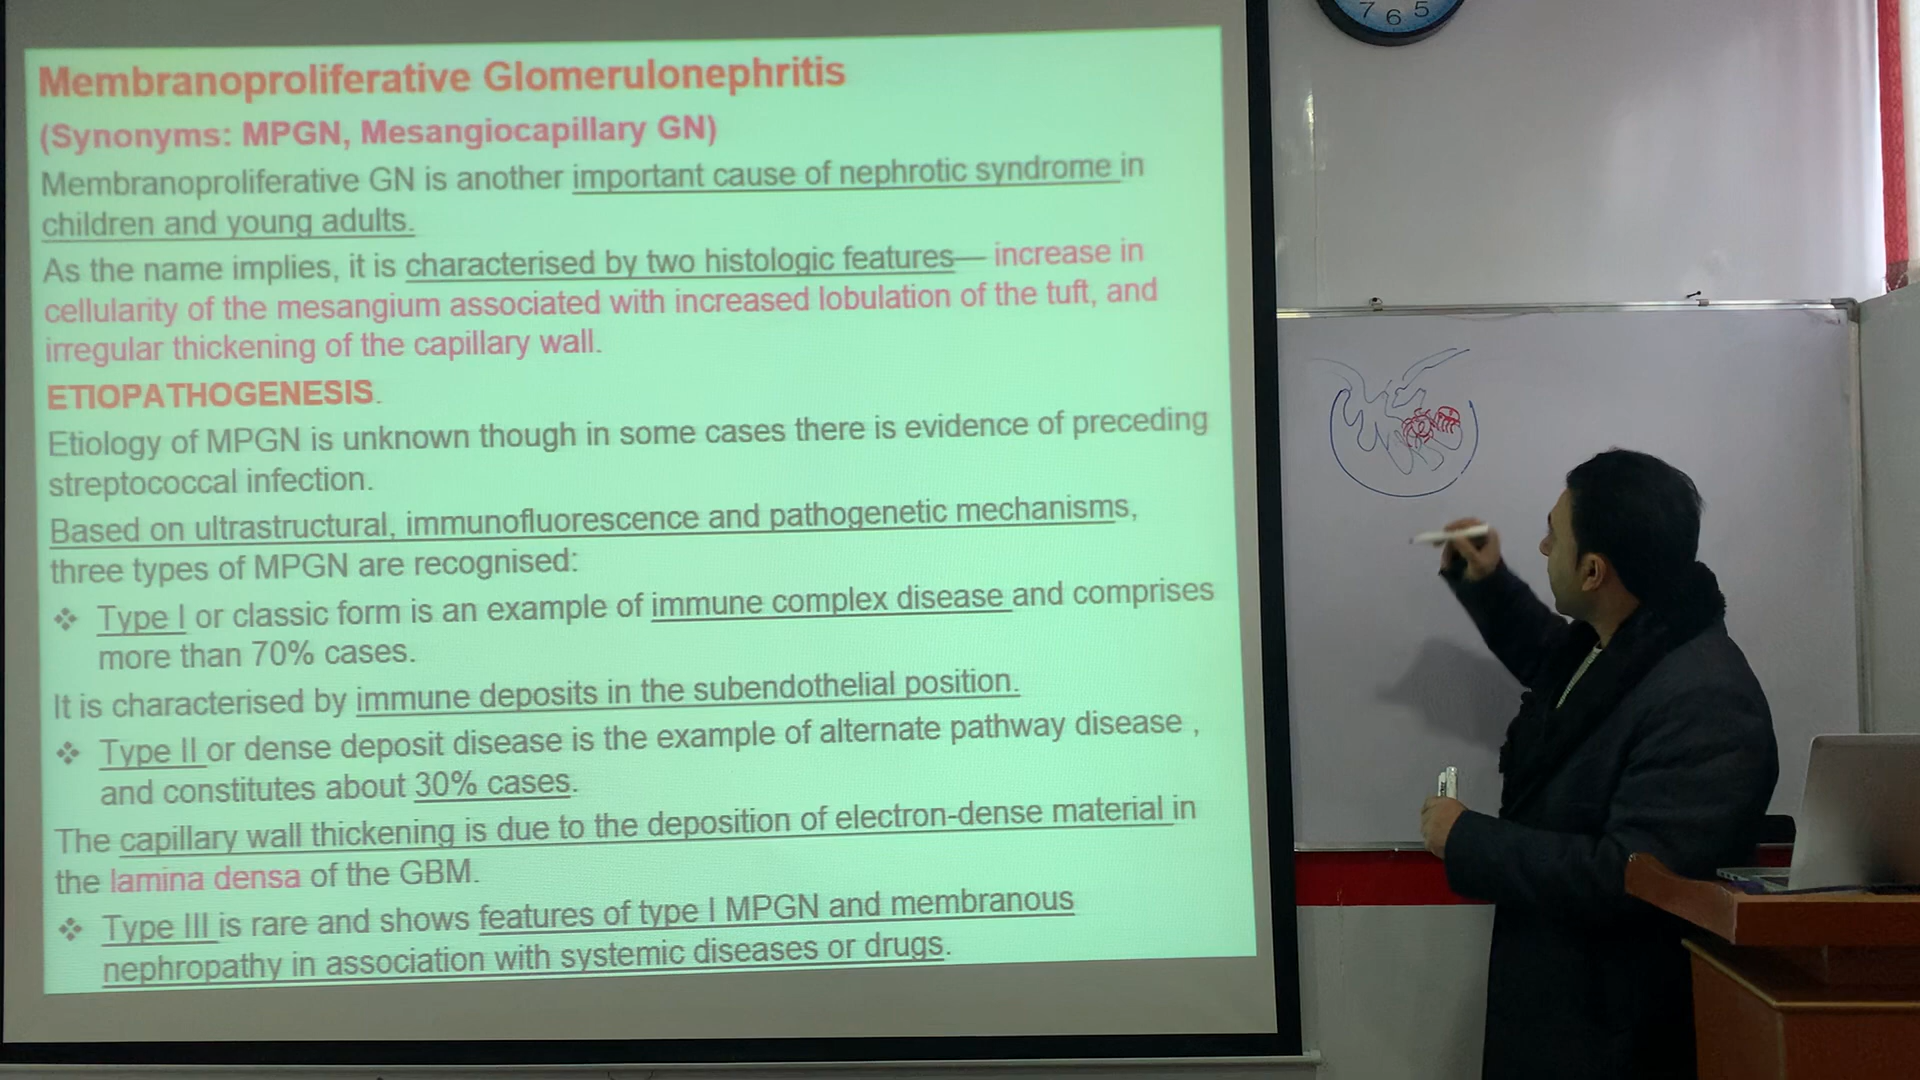 Membranoproliferative Glomerulonephritis
(Synonyms: MPGN, Mesangiocapillary GN)
Membranoproliferative GN is another important cause of nephrotic syndrome in
children and young adults.
As the name implies, it is characterised by two histologic features— increase in
cellularity of the mesangium associated with increased lobulation of the tuft, and
irregular thickening of the capillary wall.
ETIOPATHOGENESIS.
Etiology of MPGN is unknown though in some cases there is evidence of preceding
streptococcal infection.
Based on ultrastructural, immunofluorescence and pathogenetic mechanisms,
three types of MPGN are recognised:
❖ Type I or classic form is an example of immune complex disease and comprises
more than 70% cases.
It is characterised by immune deposits in the subendothelial position.
❖ Type II or dense deposit disease is the example of alternate pathway disease ,
and constitutes about 30% cases.
The capillary wall thickening is due to the deposition of electron-dense material in
the lamina densa of the GBM.
❖ Type III is rare and shows features of type I MPGN and membranous
nephropathy in association with systemic diseases or drugs.
7 6 5